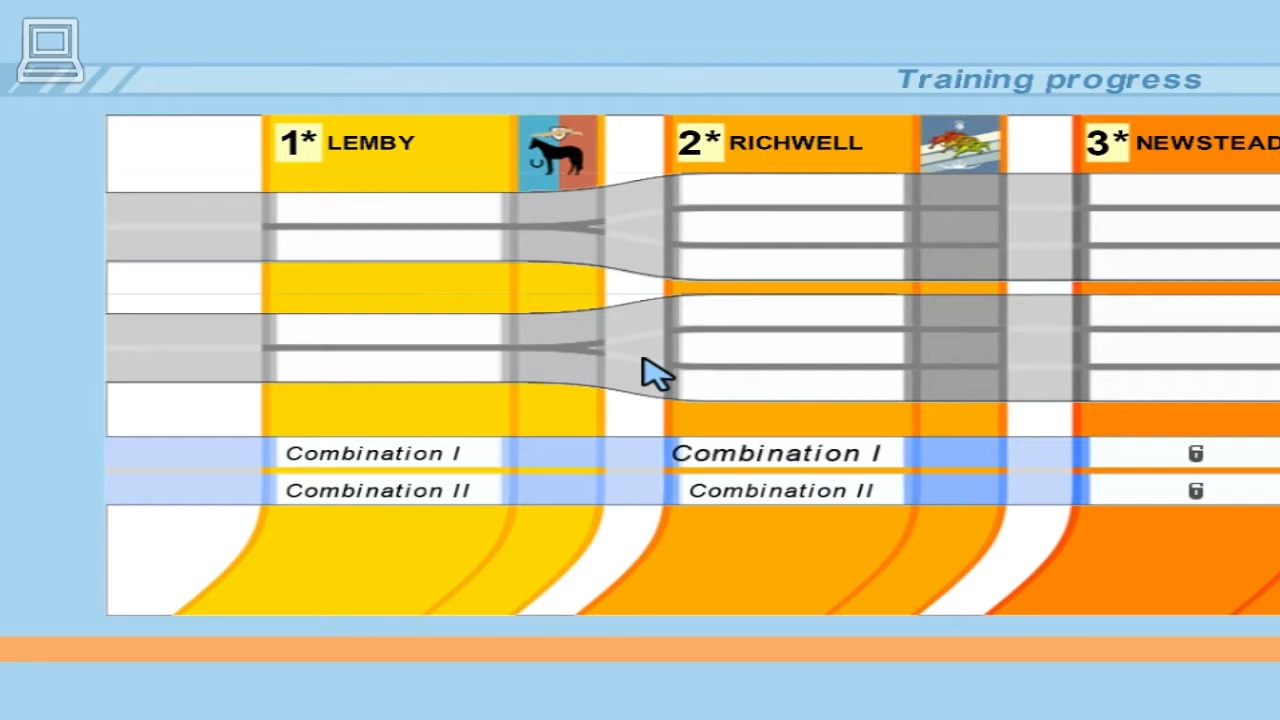 Training progress
1* LEMBY
2* RICHWELL
3* NEWSTEAD
Combination I
Combination I
Combination II
Combination II